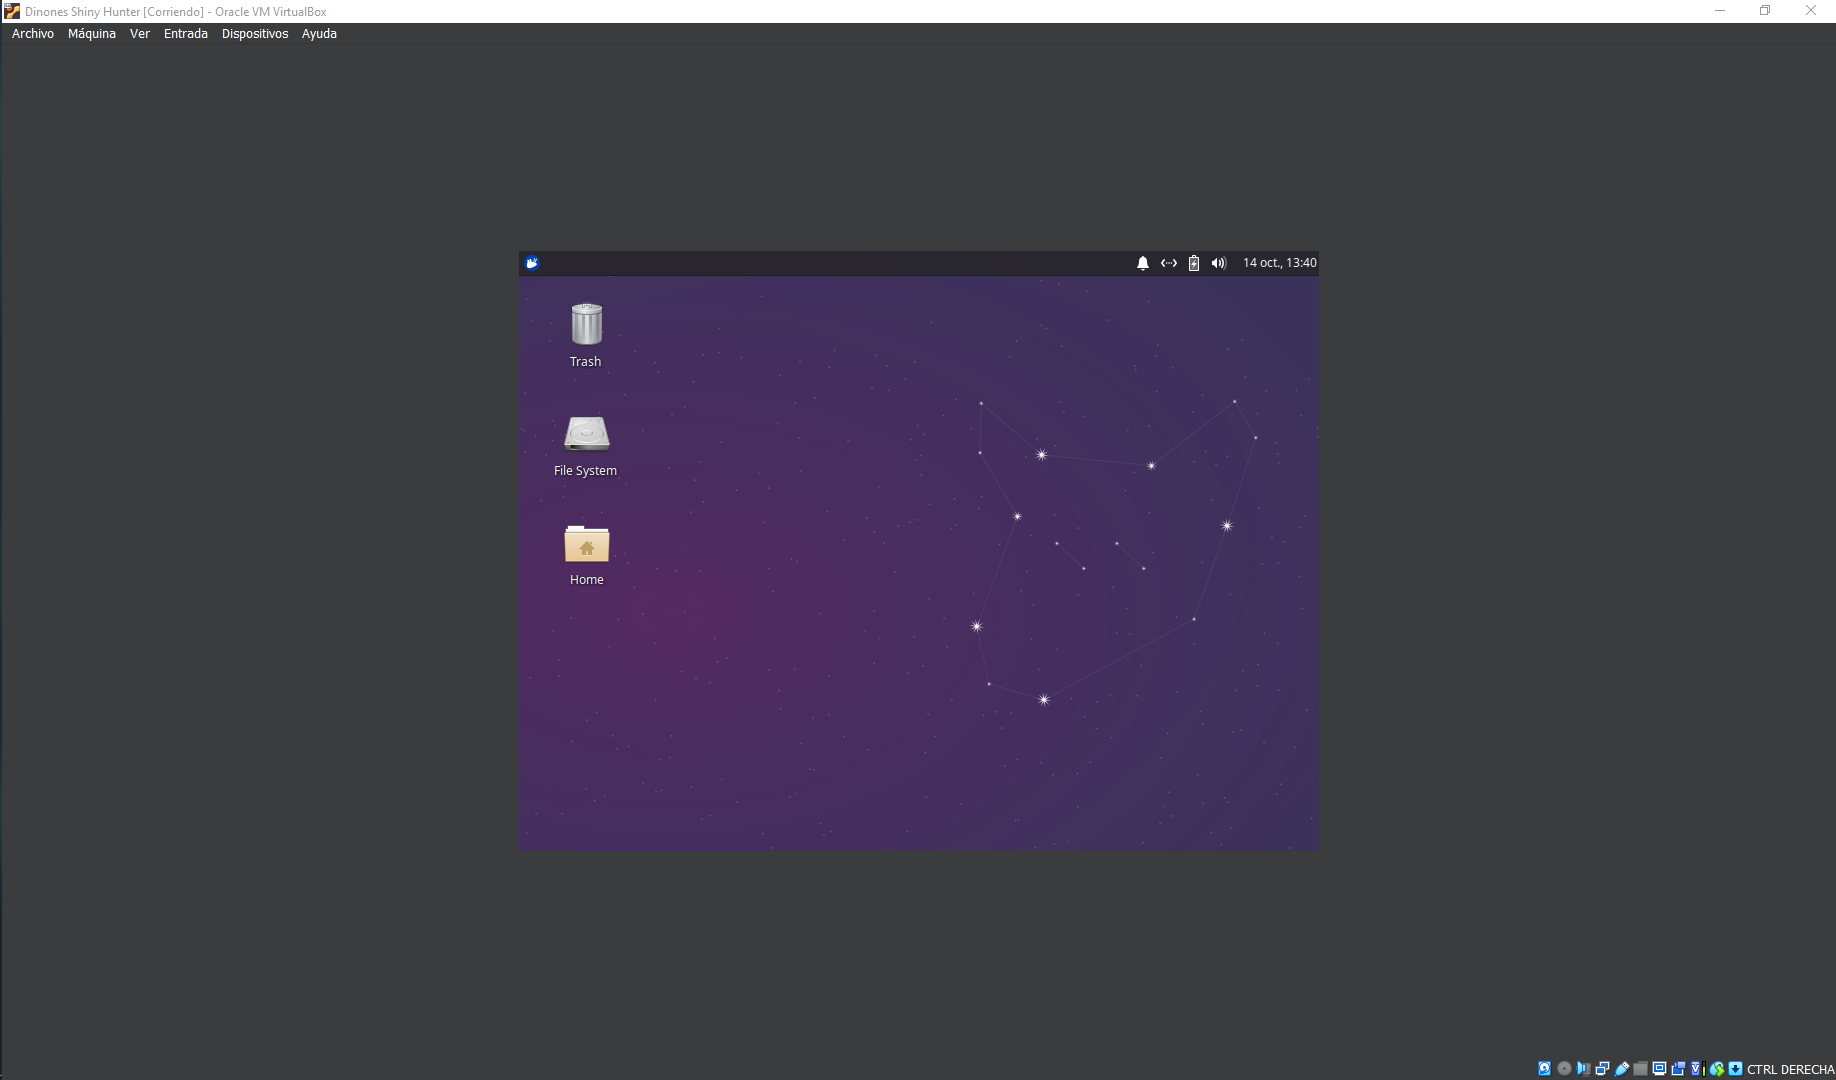 Dinones Shiny Hunter [Corriendo] - Oracle VM VirtualBox
Archivo Máquina Ver Entrada Dispositivos Ayuda
14 oct., 13:40
Trash
File System
Home
CTRL DERECHA